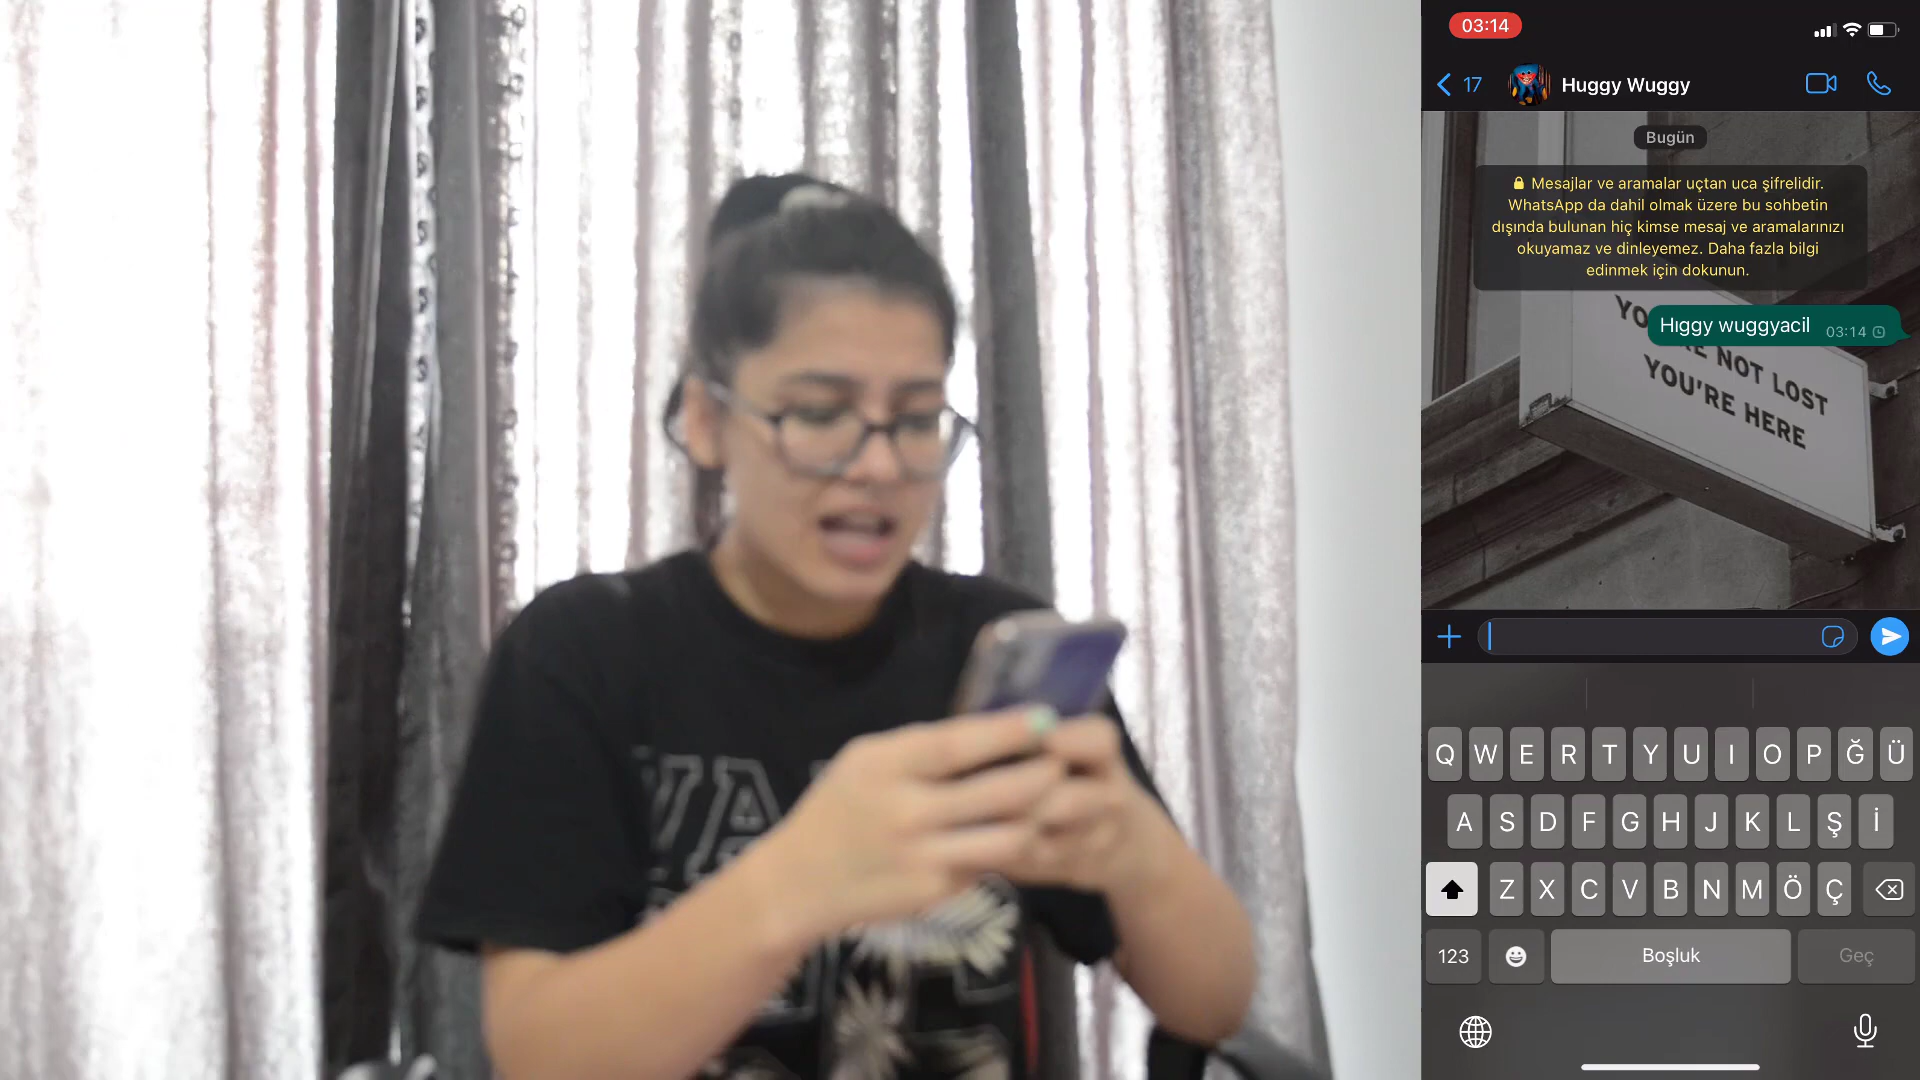 03:14
17
Huggy Wuggy
Bugün
Mesajlar ve aramalar uçtan uca şifrelidir.
WhatsApp da dahil olmak üzere bu sohbetin
dışında bulunan hiç kimse mesaj ve aramalarınızı
okuyamaz ve dinleyemez. Daha fazla bilgi
edinmek için dokunun.
Hıggy wuggyacil 03:14
NOT LOST
YOU'RE HERE
Q W E R T Y U I O P Ğ Ü
A S D F G H J K L Ş İ
Z X C V B N M Ö Ç
123 Boşluk Geç